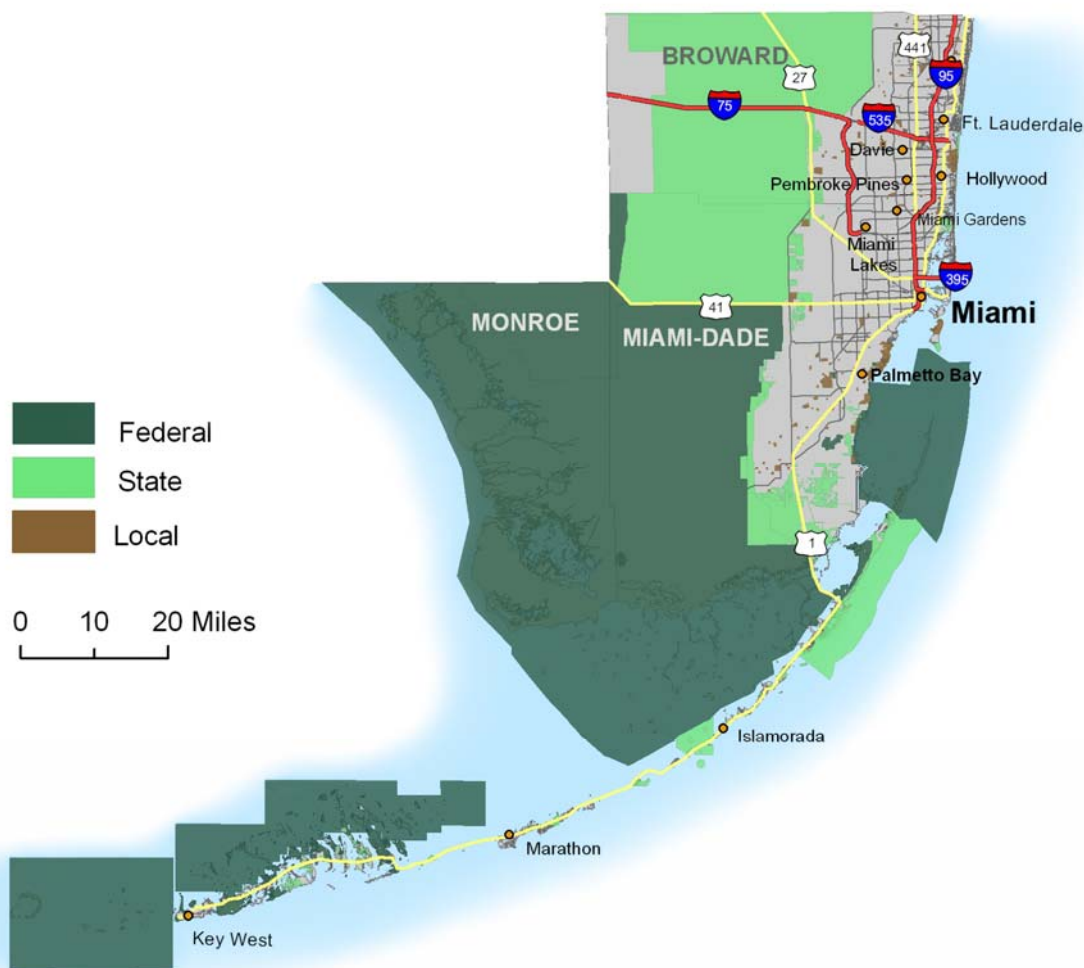 BROWARD
441
27
95
75
535
Ft. Lauderdale
Davie
Pembroke Pines
Hollywood
Miami Gardens
Miami
Lakes
395
41
Miami
MONROE
MIAMI-DADE
Palmetto Bay
Federal
State
Local
1
0 10 20 Miles
Islamorada
Marathon
Key West